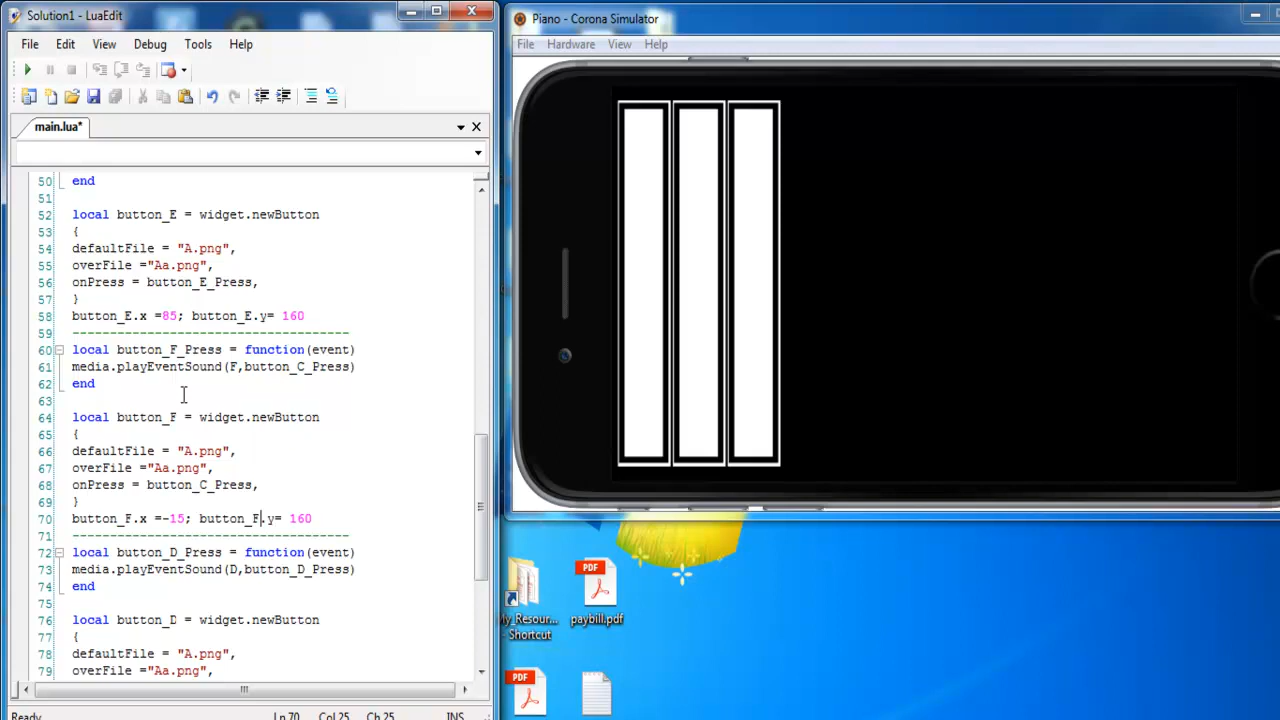 Solution1 - LuaEdit
File Edit View Debug Tools Help
main.lua*
50 end
51
52 local button_E = widget.newButton
53 {
54 defaultFile = "A.png",
55 overFile ="Aa.png",
56 onPress = button_E_Press,
57 }
58 button_E.x =85; button_E.y= 160
59 -------------------------------------
60 local button_F_Press = function(event)
61 media.playEventSound(F,button_C_Press)
62 end
63
64 local button_F = widget.newButton
65 {
66 defaultFile = "A.png",
67 overFile ="Aa.png",
68 onPress = button_C_Press,
69 }
70 button_F.x =-15; button_F.y= 160
71 -------------------------------------
72 local button_D_Press = function(event)
73 media.playEventSound(D,button_D_Press)
74 end
75
76 local button_D = widget.newButton
77 {
78 defaultFile = "A.png",
79 overFile ="Aa.png",
Ready Ln 70 Col 25 Ch 25 INS
Piano - Corona Simulator
File Hardware View Help
PDF
My_Resour...
- Shortcut
paybill.pdf
PDF